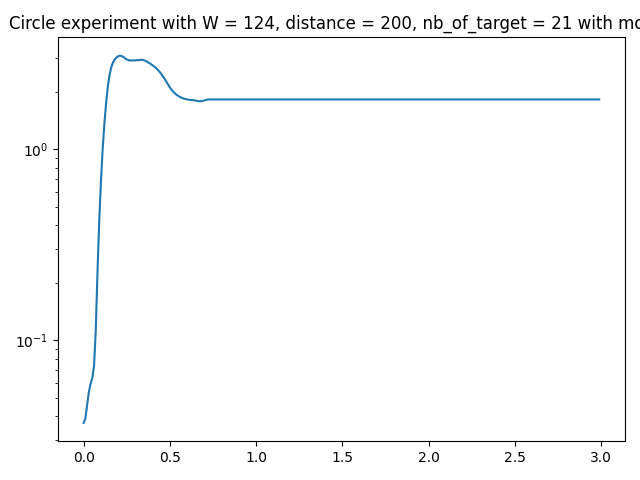 Circle experiment with W = 124, distance = 200, nb_of_target = 21 with mo
10⁰
10⁻¹
0.0 0.5 1.0 1.5 2.0 2.5 3.0